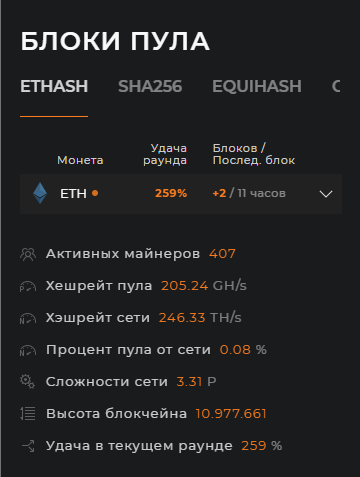 БЛОКИ ПУЛА
ETHASH SHA256 EQUIHASH
Монета Удача раунда Блоков / Послед. блок
ETH 259% +2 / 11 часов
Активных майнеров 407
Хешрейт пула 205.24 GH/s
Хэшрейт сети 246.33 TH/s
Процент пула от сети 0.08 %
Сложности сети 3.31 P
Высота блокчейна 10.977.661
Удача в текущем раунде 259 %